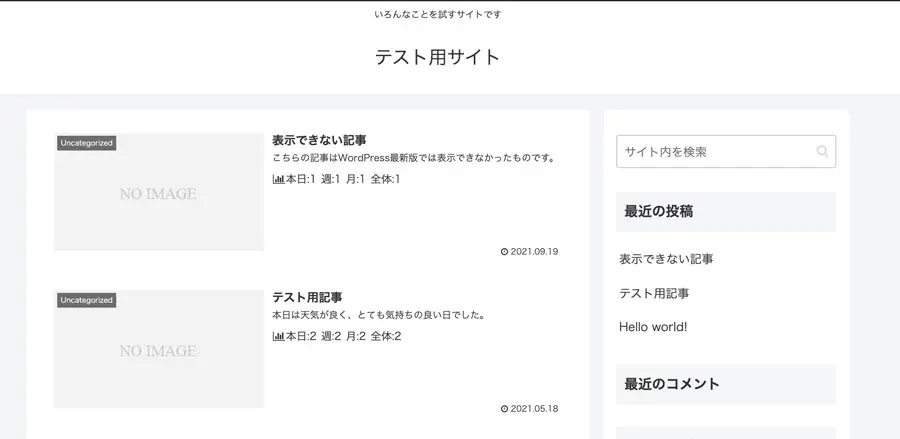 いろんなことを試すサイトです
テスト用サイト
Uncategorized
NO IMAGE
表示できない記事
こちらの記事はWordPress最新版では表示できなかったものです。
本日:1 週:1 月:1 全体:1
2021.09.19
Uncategorized
NO IMAGE
テスト用記事
本日は天気が良く、とても気持ちの良い日でした。
本日:2 週:2 月:2 全体:2
2021.05.18
サイト内を検索
最近の投稿
表示できない記事
テスト用記事
Hello world!
最近のコメント